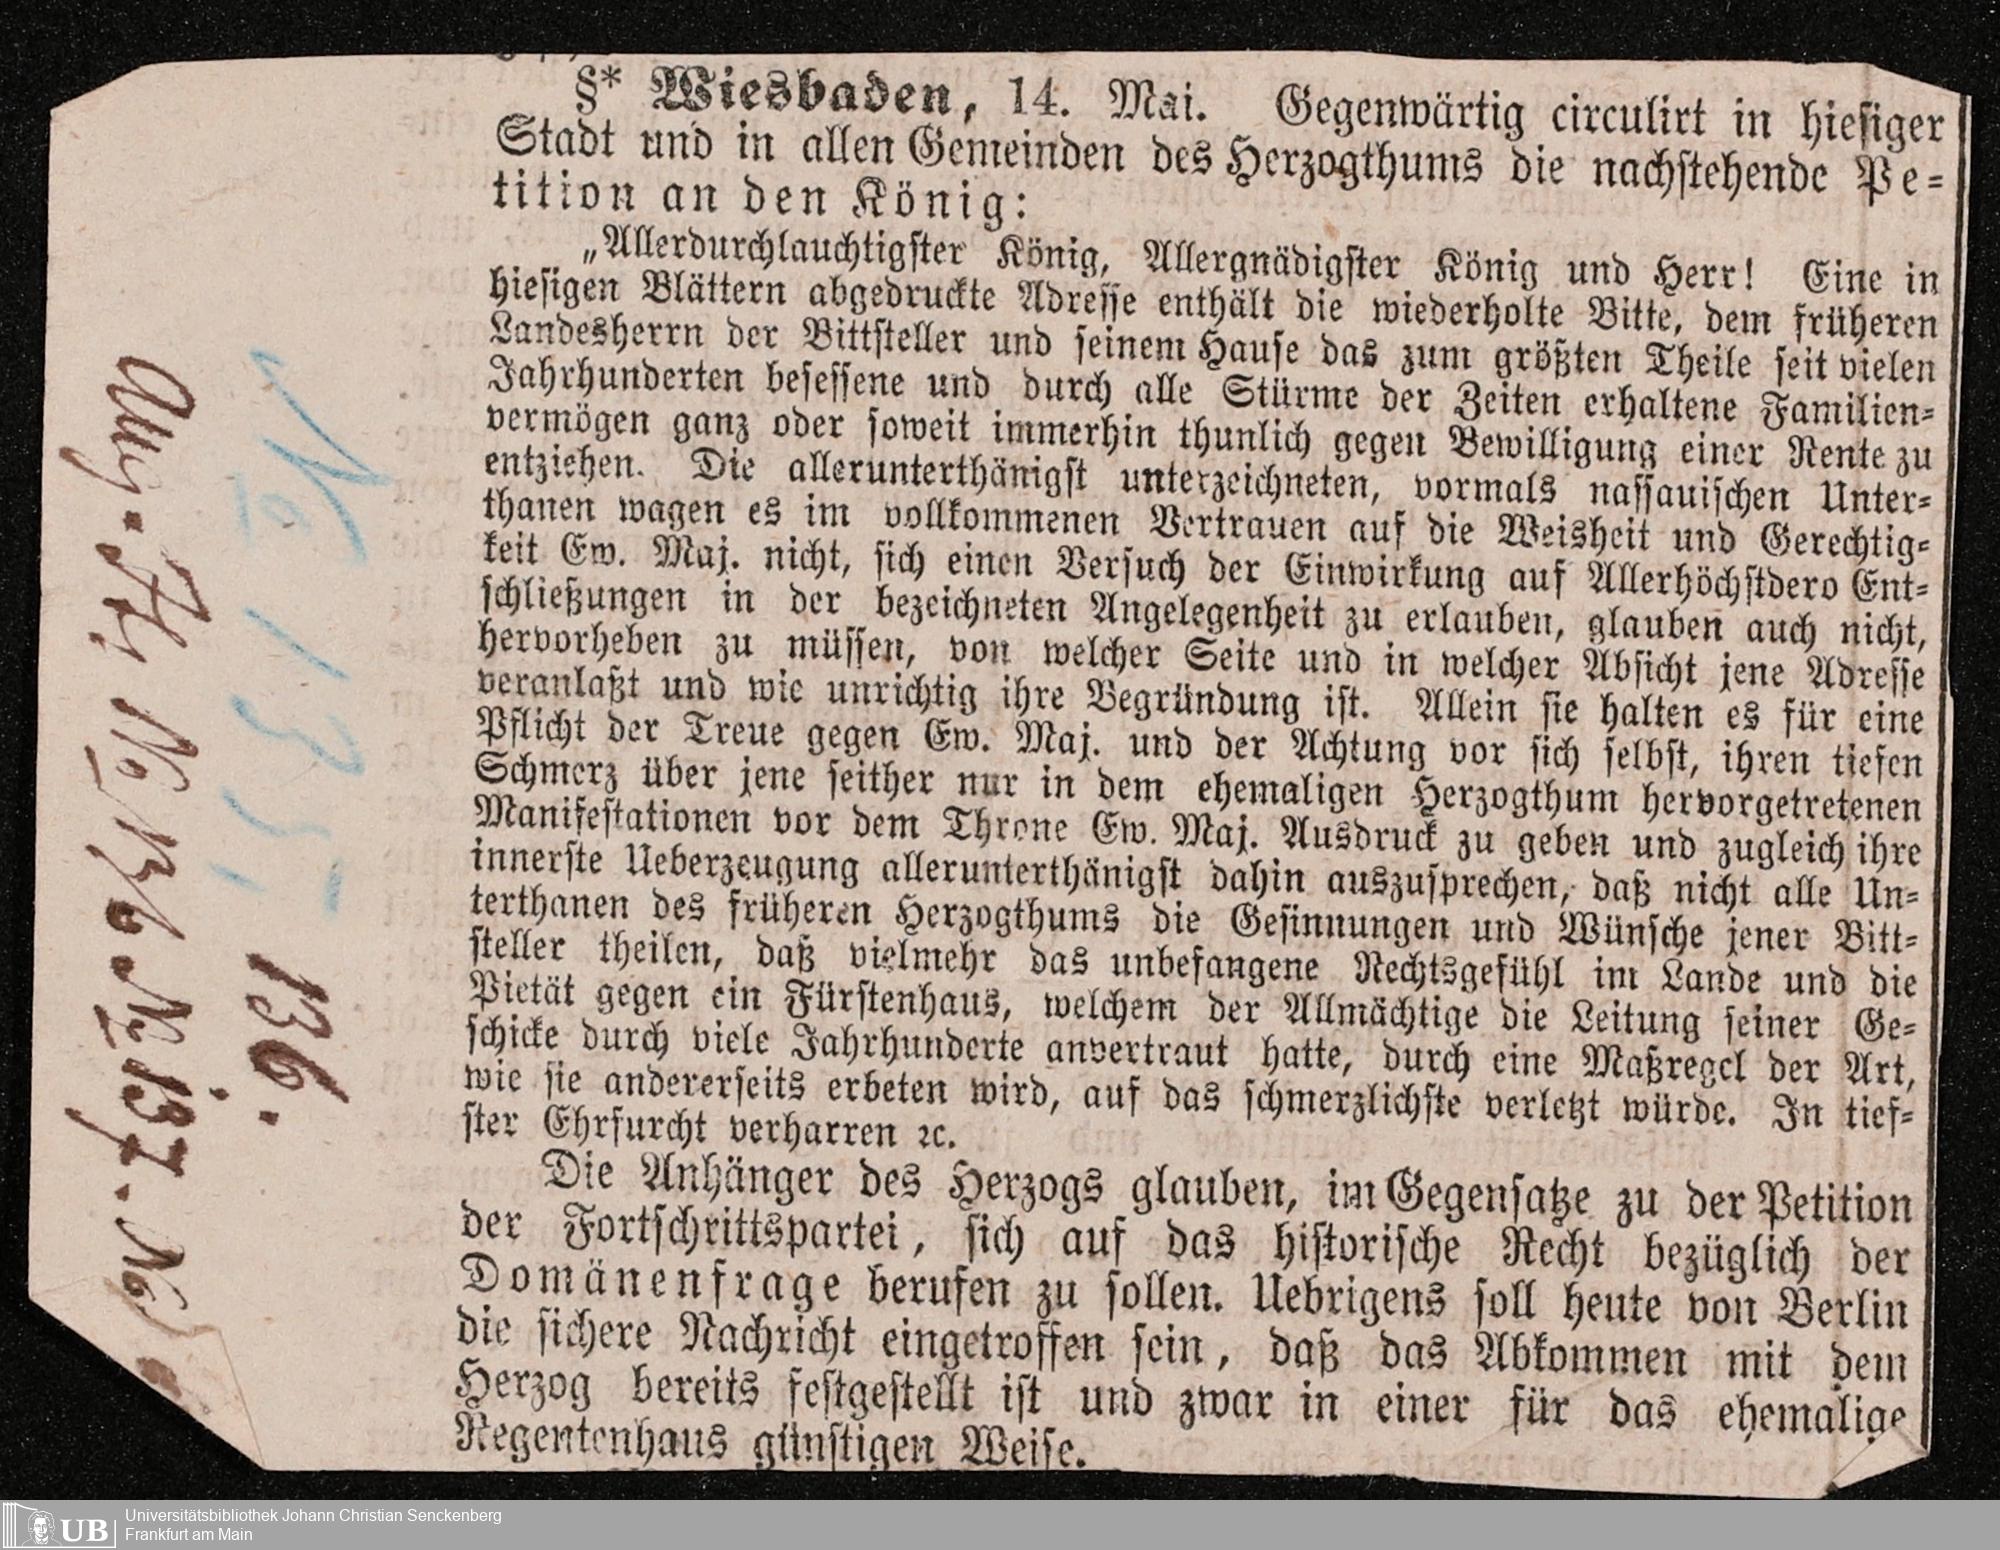 §* Wiesbaden, 14. Mai. Gegenwärtig circulirt in hiesiger
Stadt und in allen Gemeinden des Herzogthums die nachstehende Pe-
tition an den König:
„Allerdurchlauchtigster König, Allergnädigster König und Herr! Eine in
hiesigen Blättern abgedruckte Adresse enthält die wiederholte Bitte, dem früheren
Landesherrn der Bittsteller und seinem Hause das zum größten Theile seit vielen
Jahrhunderten besessene und durch alle Stürme der Zeiten erhaltene Familien-
vermögen ganz oder soweit immerhin thunlich gegen Bewilligung einer Rente zu
entziehen. Die allerunterthänigst unterzeichneten, vormals nassauischen Unter-
thanen wagen es im vollkommenen Vertrauen auf die Weisheit und Gerechtig-
keit Ew. Maj. nicht, sich einen Versuch der Einwirkung auf Allerhöchstdero Ent-
schließungen in der bezeichneten Angelegenheit zu erlauben, glauben auch nicht,
hervorheben zu müssen, von welcher Seite und in welcher Absicht jene Adresse
veranlaßt und wie unrichtig ihre Begründung ist. Allein sie halten es für eine
Pflicht der Treue gegen Ew. Maj. und der Achtung vor sich selbst, ihren tiefen
Schmerz über jene seither nur in dem ehemaligen Herzogthum hervorgetretenen
Manifestationen vor dem Throne Ew. Maj. Ausdruck zu geben und zugleich ihre
innerste Ueberzeugung allerunterthänigst dahin auszusprechen, daß nicht alle Un-
terthanen des früheren Herzogthums die Gesinnungen und Wünsche jener Bitt-
steller theilen, daß vielmehr das unbefangene Rechtsgefühl im Lande und die
Pietät gegen ein Fürstenhaus, welchem der Allmächtige die Leitung seiner Ge-
schicke durch viele Jahrhunderte anvertraut hatte, durch eine Maßregel der Art,
wie sie andererseits erbeten wird, auf das schmerzlichste verletzt würde. In tief-
ster Ehrfurcht verharren ꝛc.
Die Anhänger des Herzogs glauben, im Gegensatze zu der Petition
der Fortschrittspartei, sich auf das historische Recht bezüglich der
Domänenfrage berufen zu sollen. Uebrigens soll heute von Berlin
die sichere Nachricht eingetroffen sein, daß das Abkommen mit dem
Herzog bereits festgestellt ist und zwar in einer für das ehemalige
Regentenhaus günstigen Weise.
No 135
136.
No 136. No 137.
UB
Universitätsbibliothek Johann Christian Senckenberg
Frankfurt am Main